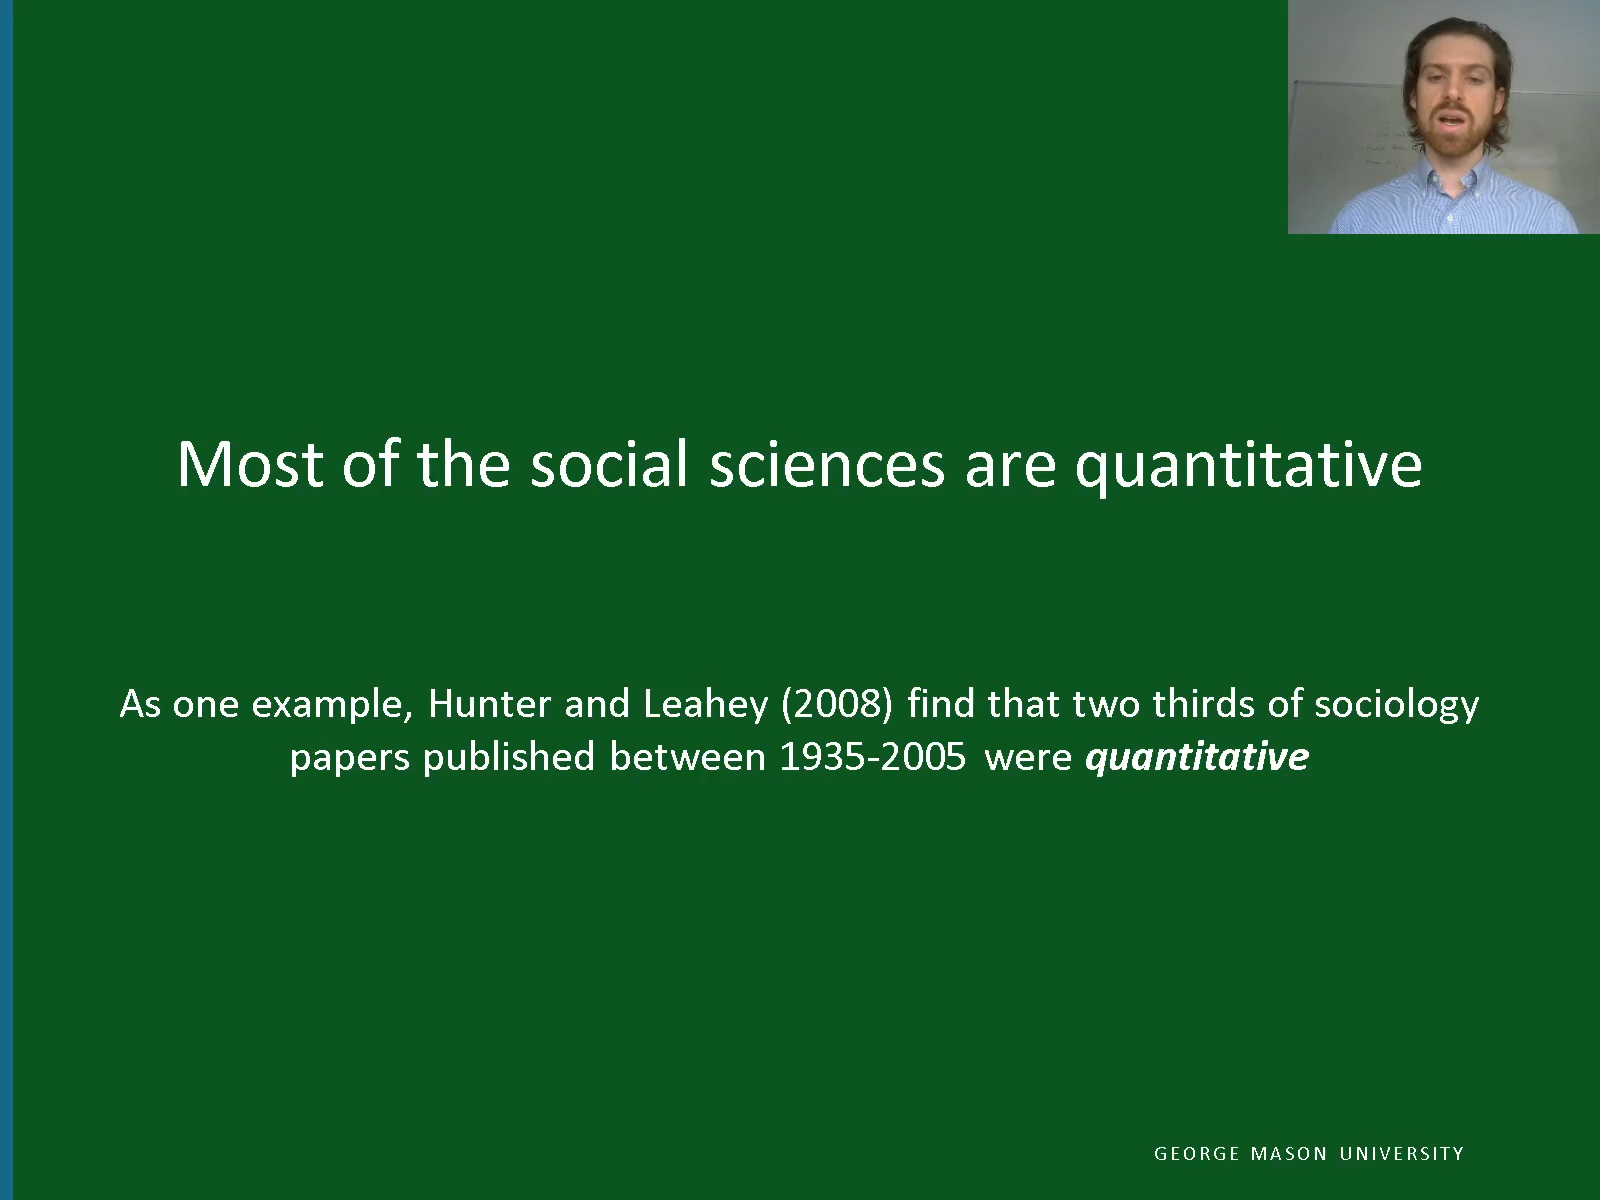 Most of the social sciences are quantitative
As one example, Hunter and Leahey (2008) find that two thirds of sociology
papers published between 1935-2005 were quantitative
GEORGE MASON UNIVERSITY